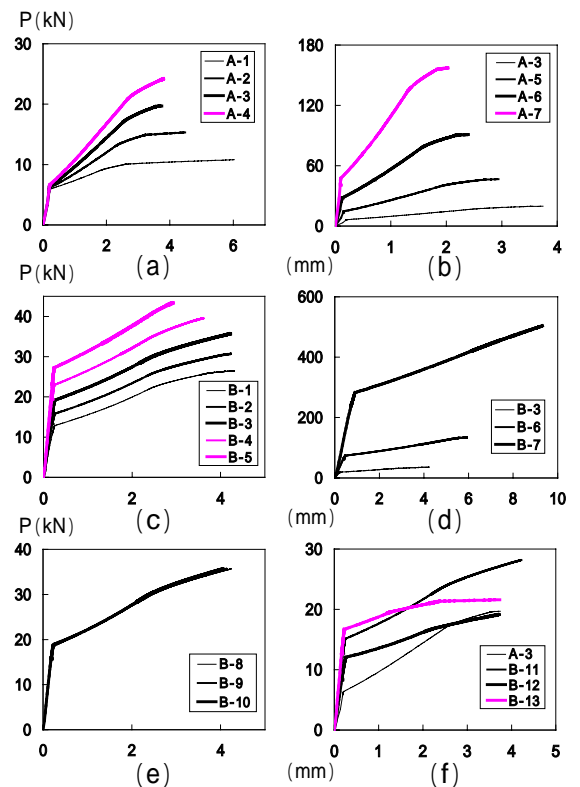 P(kN)
30
20
10
0
0 2 4 6
A-1
A-2
A-3
A-4
(a)
180
120
60
0
0 1 2 3 4
A-3
A-5
A-6
A-7
(mm) (b)
P(kN)
40
30
20
10
0
0 2 4
B-1
B-2
B-3
B-4
B-5
(c)
600
400
200
0
0 2 4 6 8 10
B-3
B-6
B-7
(mm) (d)
P(kN)
40
30
20
10
0
0 2 4
B-8
B-9
B-10
(e)
30
20
10
0
0 1 2 3 4 5
A-3
B-11
B-12
B-13
(mm) (f)